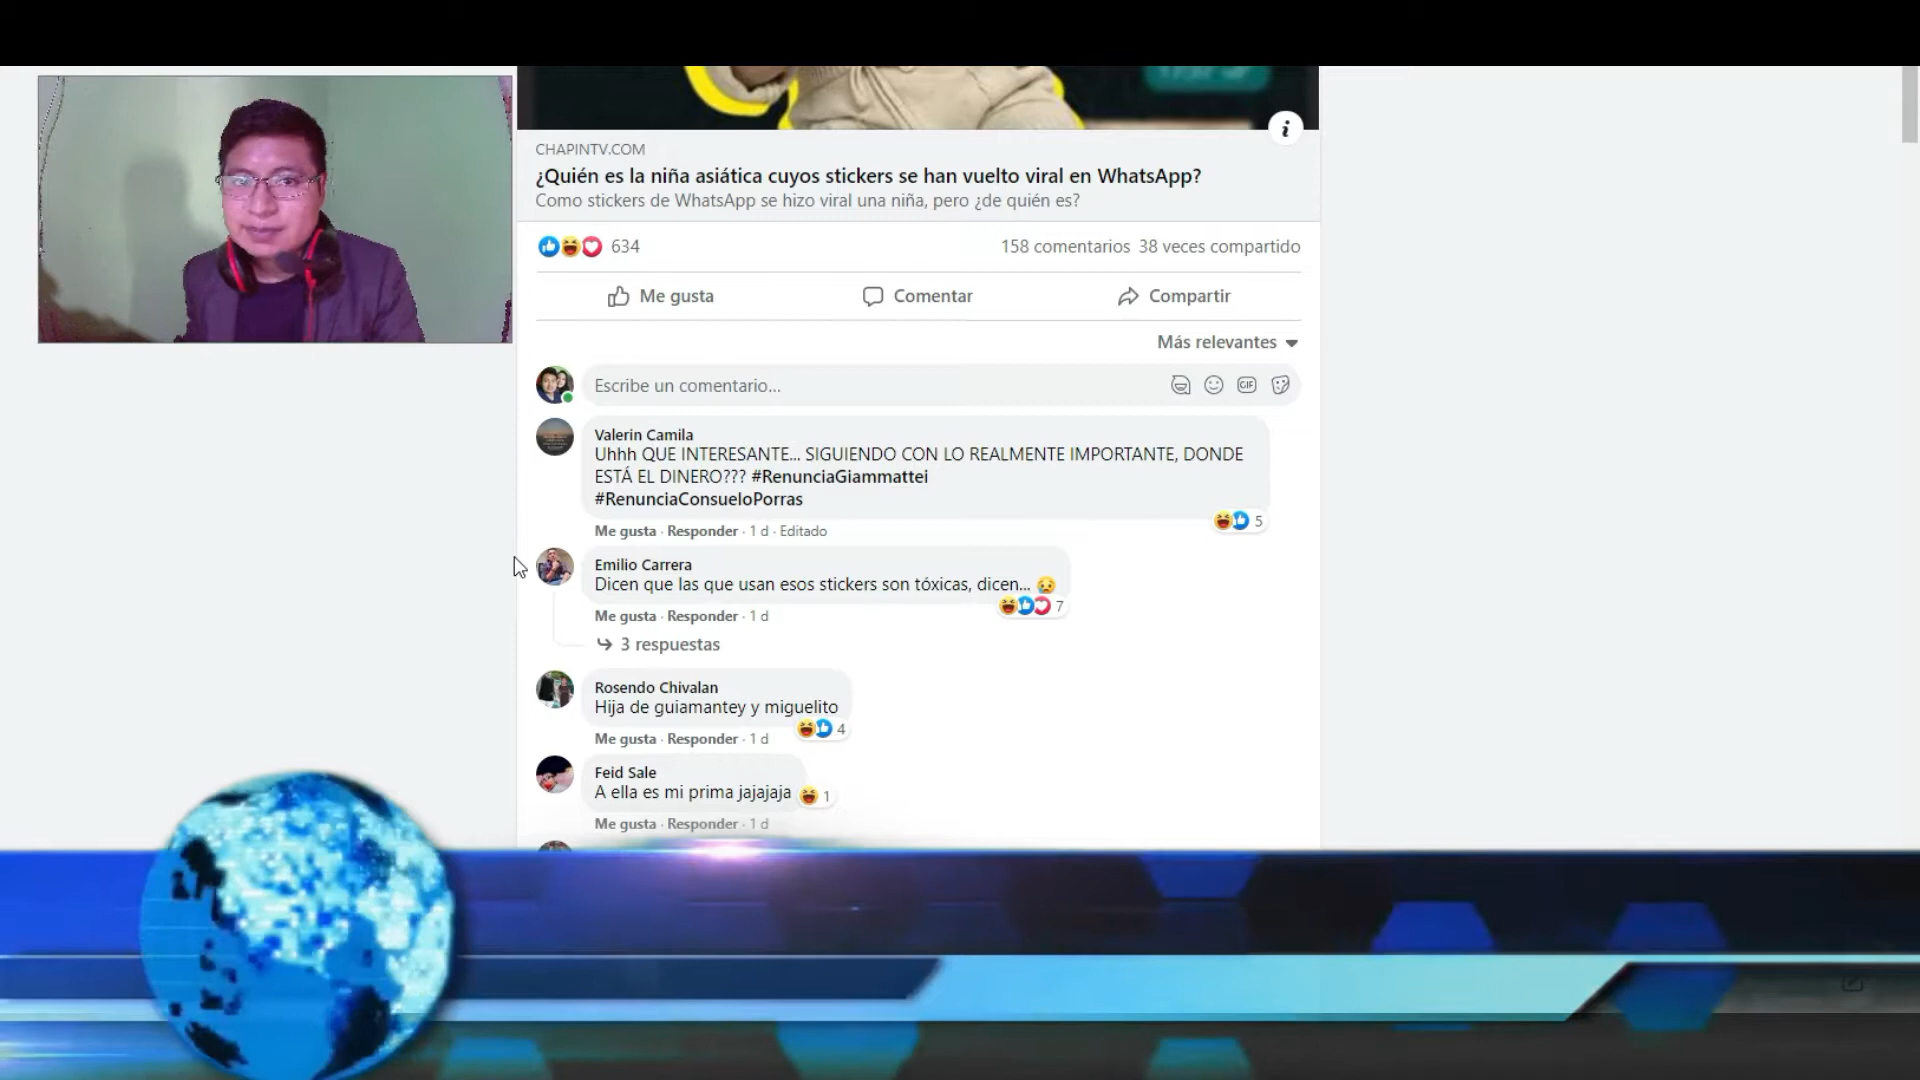 CHAPINTV.COM
¿Quién es la niña asiática cuyos stickers se han vuelto viral en WhatsApp?
Como stickers de WhatsApp se hizo viral una niña, pero ¿de quién es?
634
158 comentarios 38 veces compartido
Me gusta Comentar Compartir
Más relevantes
Escribe un comentario...
GIF
Valerin Camila
Uhhh QUE INTERESANTE... SIGUIENDO CON LO REALMENTE IMPORTANTE, DONDE
ESTÁ EL DINERO??? #RenunciaGiammattei
#RenunciaConsueloPorras
5
Me gusta · Responder · 1 d · Editado
Emilio Carrera
Dicen que las que usan esos stickers son tóxicas, dicen... 😢
7
Me gusta · Responder · 1 d
3 respuestas
Rosendo Chivalan
Hija de guiamantey y miguelito
4
Me gusta · Responder · 1 d
Feid Sale
A ella es mi prima jajajaja
1
Me gusta · Responder · 1 d